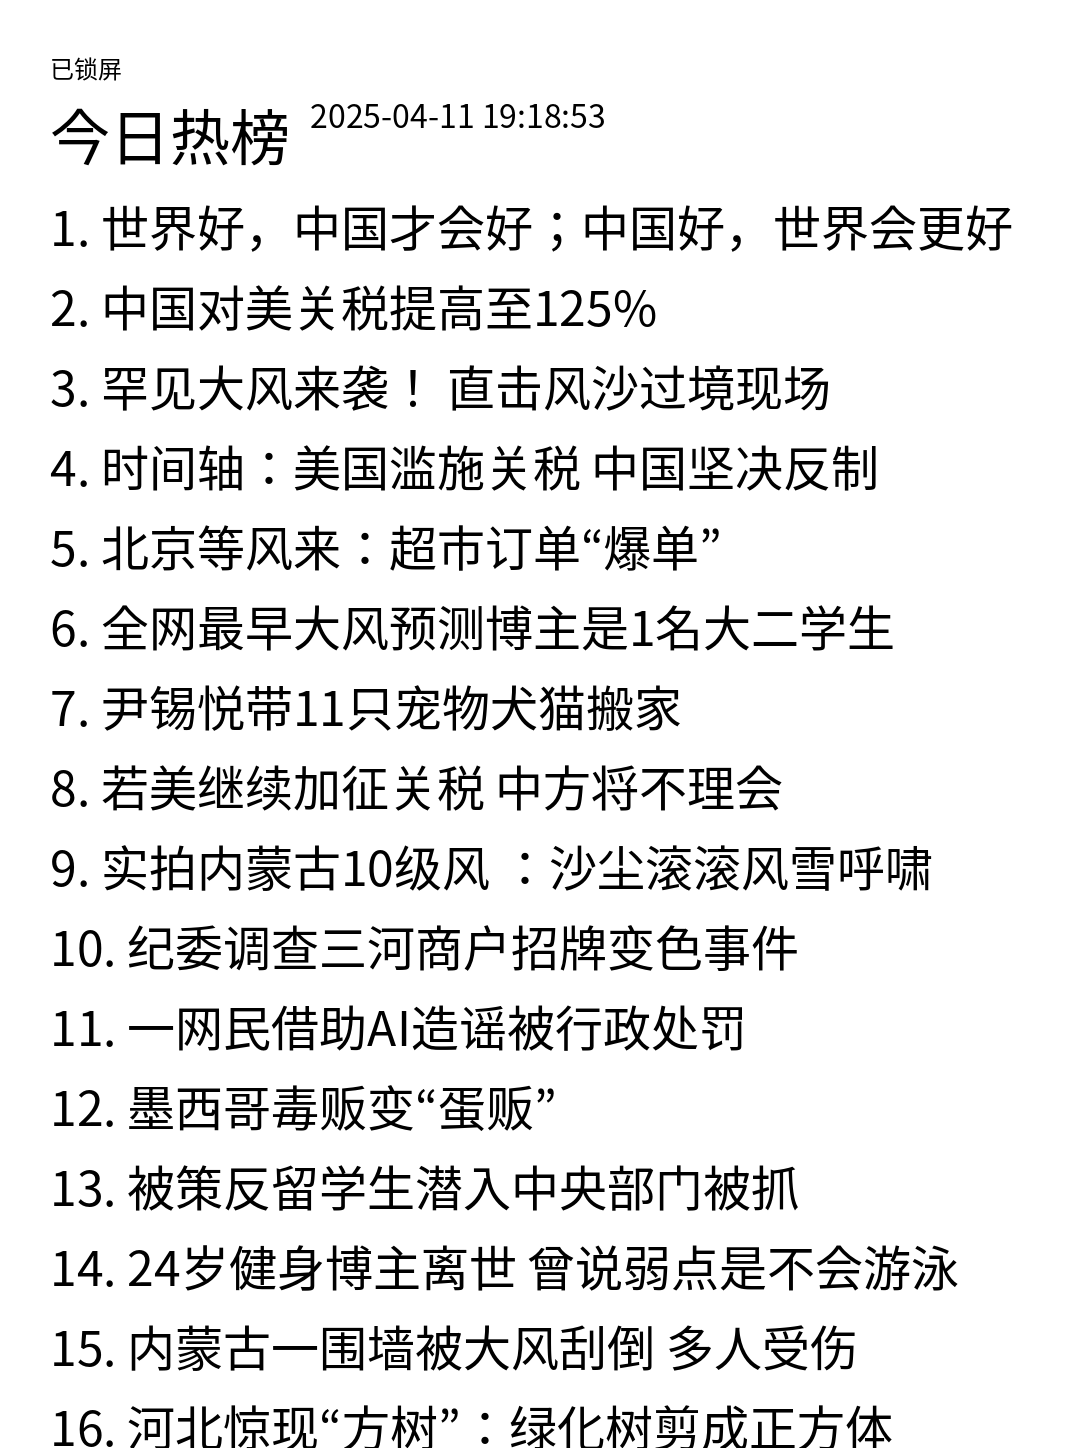 已锁屏
今日热榜 2025-04-11 19:18:53
1. 世界好，中国才会好；中国好，世界会更好
2. 中国对美关税提高至125%
3. 罕见大风来袭！ 直击风沙过境现场
4. 时间轴：美国滥施关税 中国坚决反制
5. 北京等风来：超市订单“爆单”
6. 全网最早大风预测博主是1名大二学生
7. 尹锡悦带11只宠物犬猫搬家
8. 若美继续加征关税 中方将不理会
9. 实拍内蒙古10级风 ：沙尘滚滚风雪呼啸
10. 纪委调查三河商户招牌变色事件
11. 一网民借助AI造谣被行政处罚
12. 墨西哥毒贩变“蛋贩”
13. 被策反留学生潜入中央部门被抓
14. 24岁健身博主离世 曾说弱点是不会游泳
15. 内蒙古一围墙被大风刮倒 多人受伤
16. 河北惊现“方树”：绿化树剪成正方体